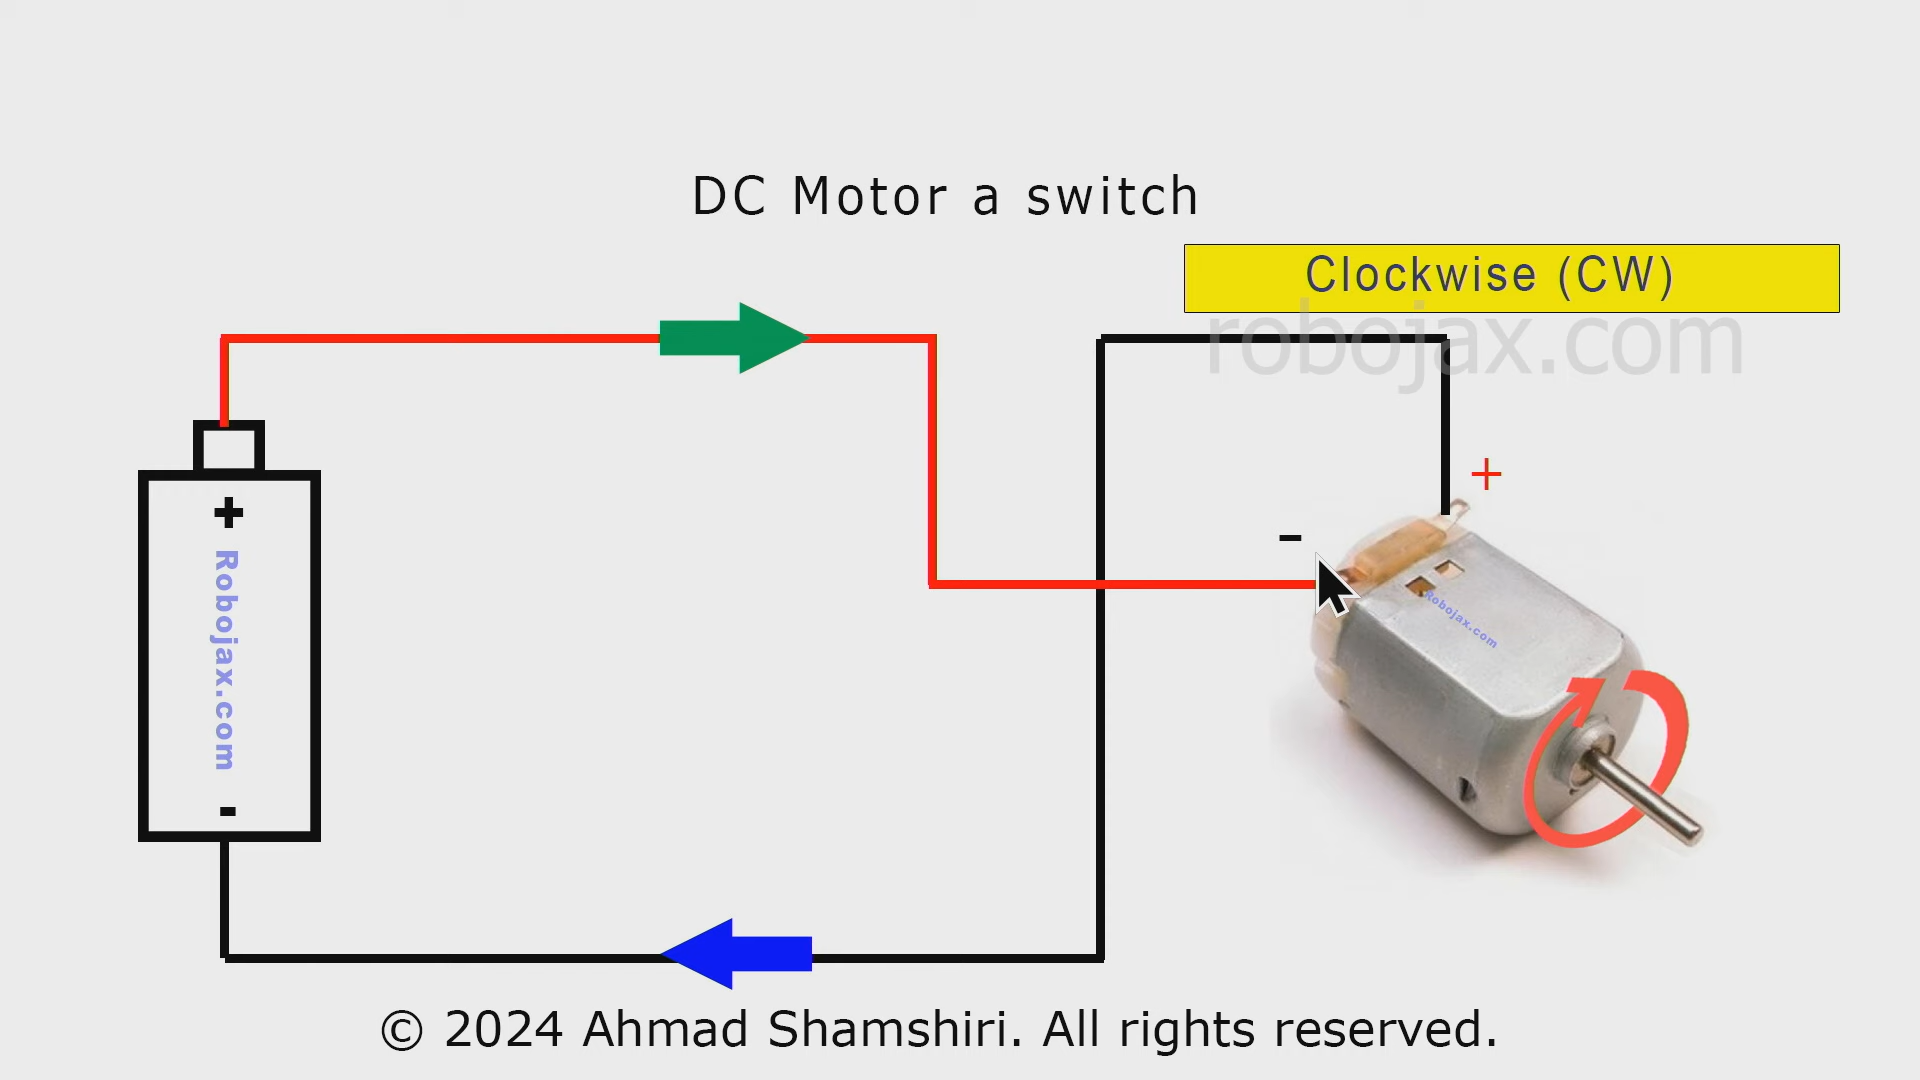 DC Motor a switch
Clockwise (CW)
robojax.com
+
-
+
Robojax.com
-
Robojax.com
© 2024 Ahmad Shamshiri. All rights reserved.